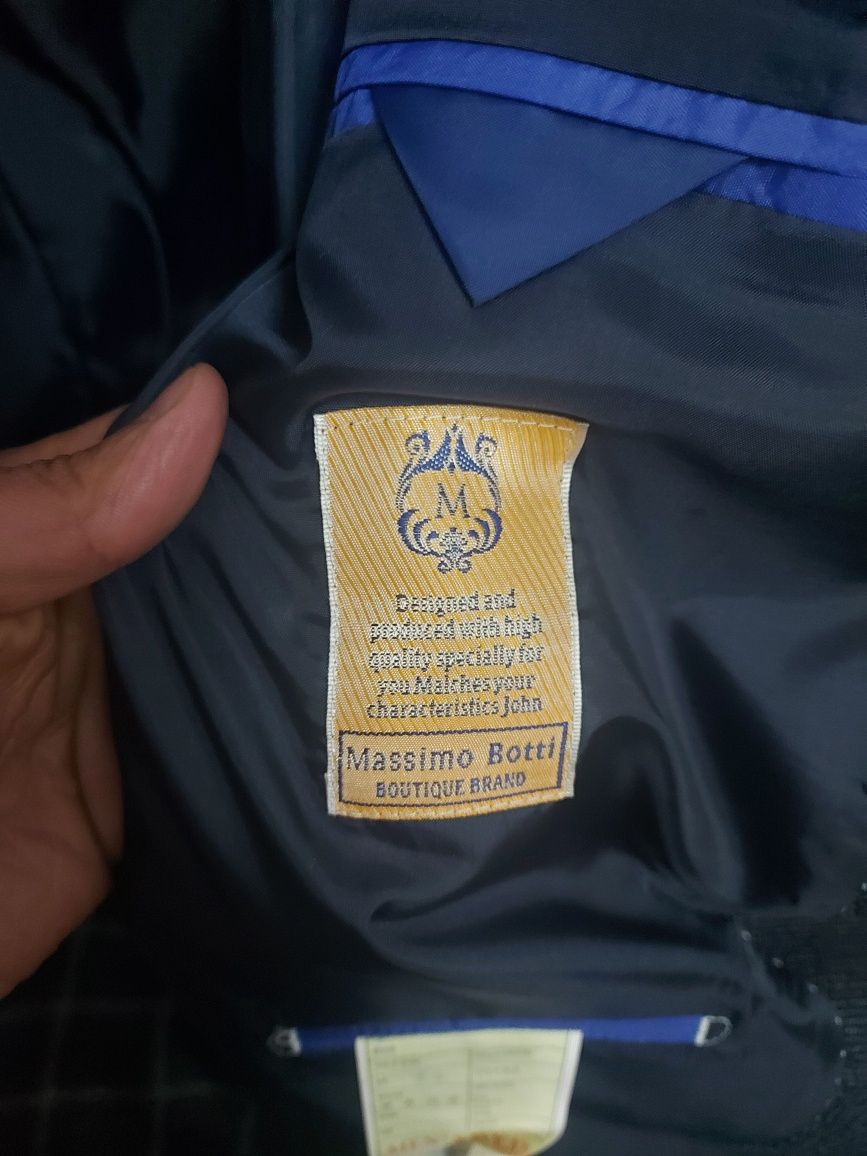 M
Designed and
produced with high
quality specially for
you Matches your
characteristics John
Massimo Botti
BOUTIQUE BRAND